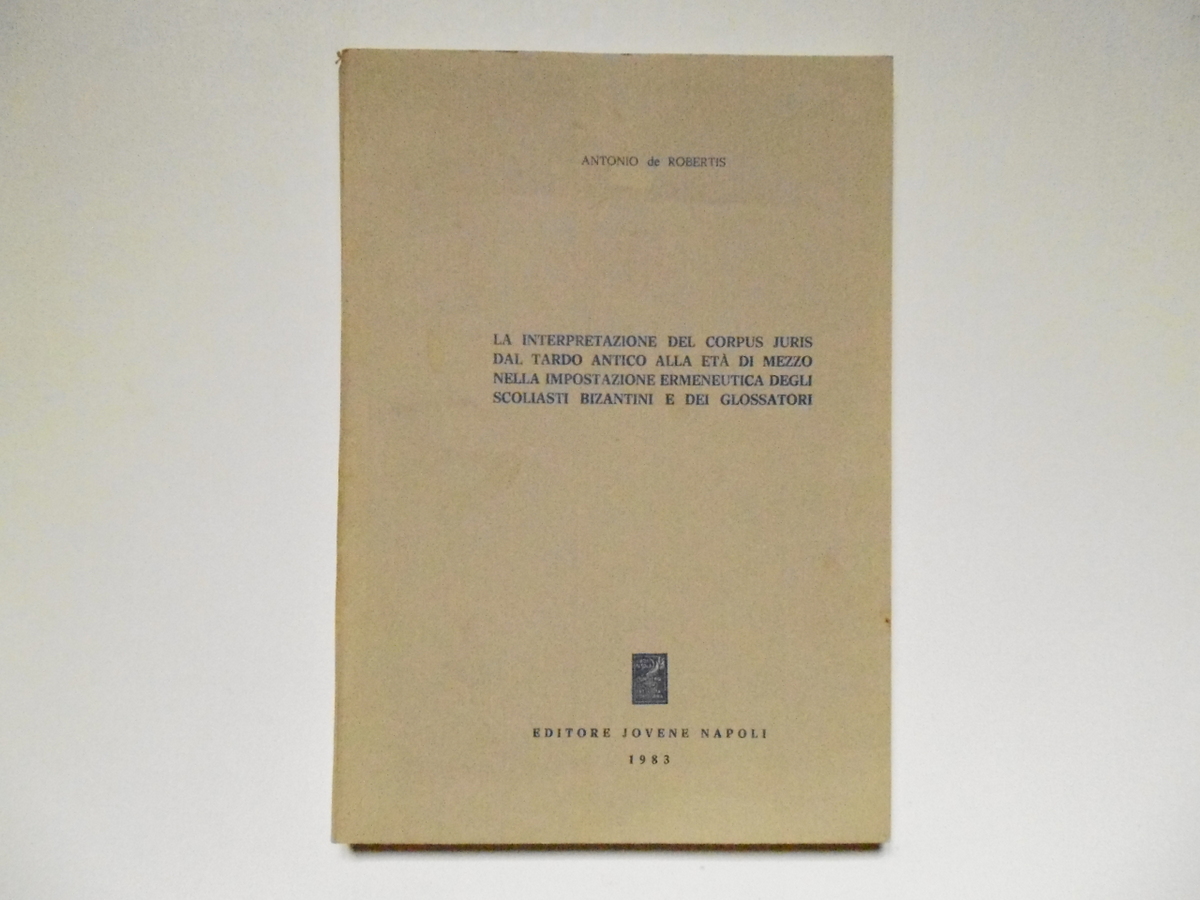 ANTONIO de ROBERTIS
LA INTERPRETAZIONE DEL CORPUS JURIS
DAL TARDO ANTICO ALLA ETÀ DI MEZZO
NELLA IMPOSTAZIONE ERMENEUTICA DEGLI
SCOLIASTI BIZANTINI E DEI GLOSSATORI
EDITORE JOVENE NAPOLI
1983